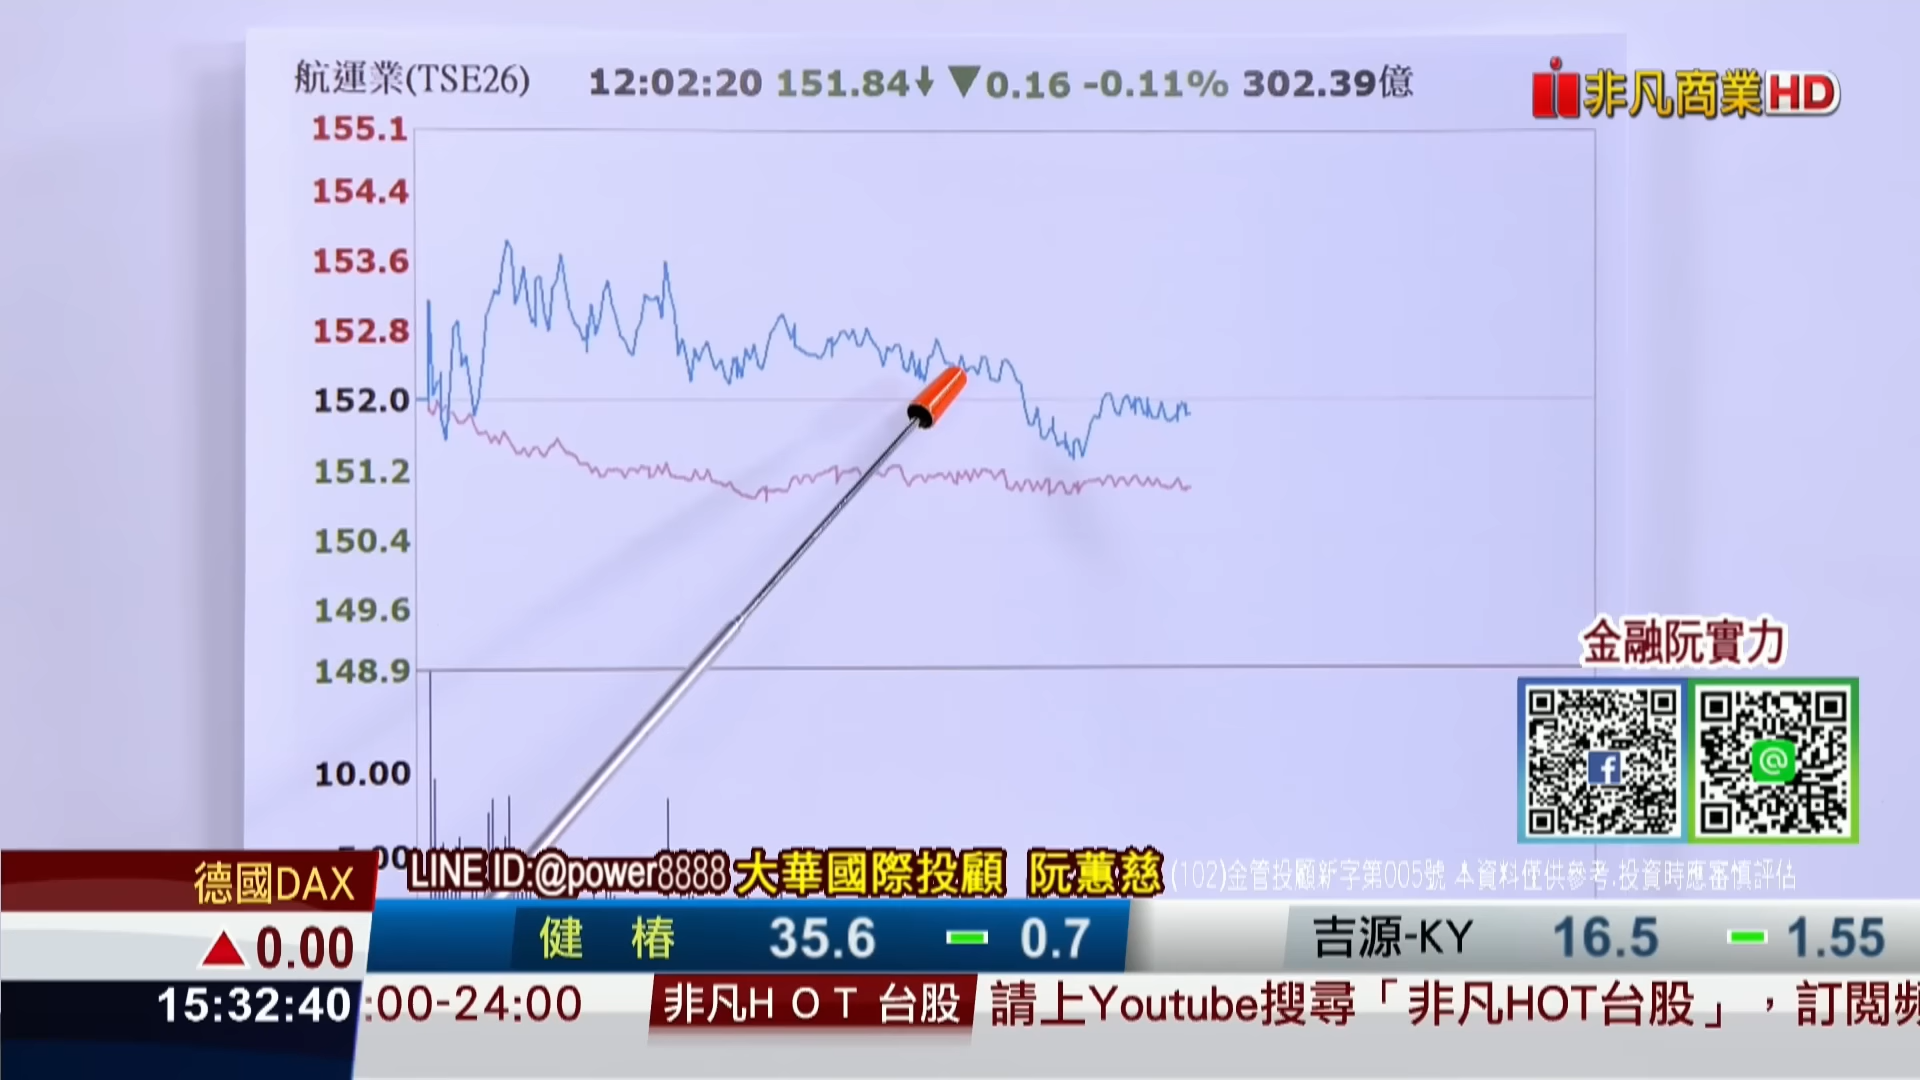 航運業(TSE26) 12:02:20 151.84↓ ▼0.16 -0.11% 302.39億
非凡商業HD
155.1
154.4
153.6
152.8
152.0
151.2
150.4
149.6
148.9
10.00
5.00
金融阮實力
德國DAX
LINE ID:@power8888 大華國際投顧 阮蕙慈 (102)金管投顧新字第005號 本資料僅供參考,投資時應審慎評估
▲0.00
健椿 35.6 0.7
吉源-KY 16.5 1.55
15:32:40
:00-24:00 非凡HOT 台股 請上Youtube搜尋「非凡HOT台股」，訂閱頻